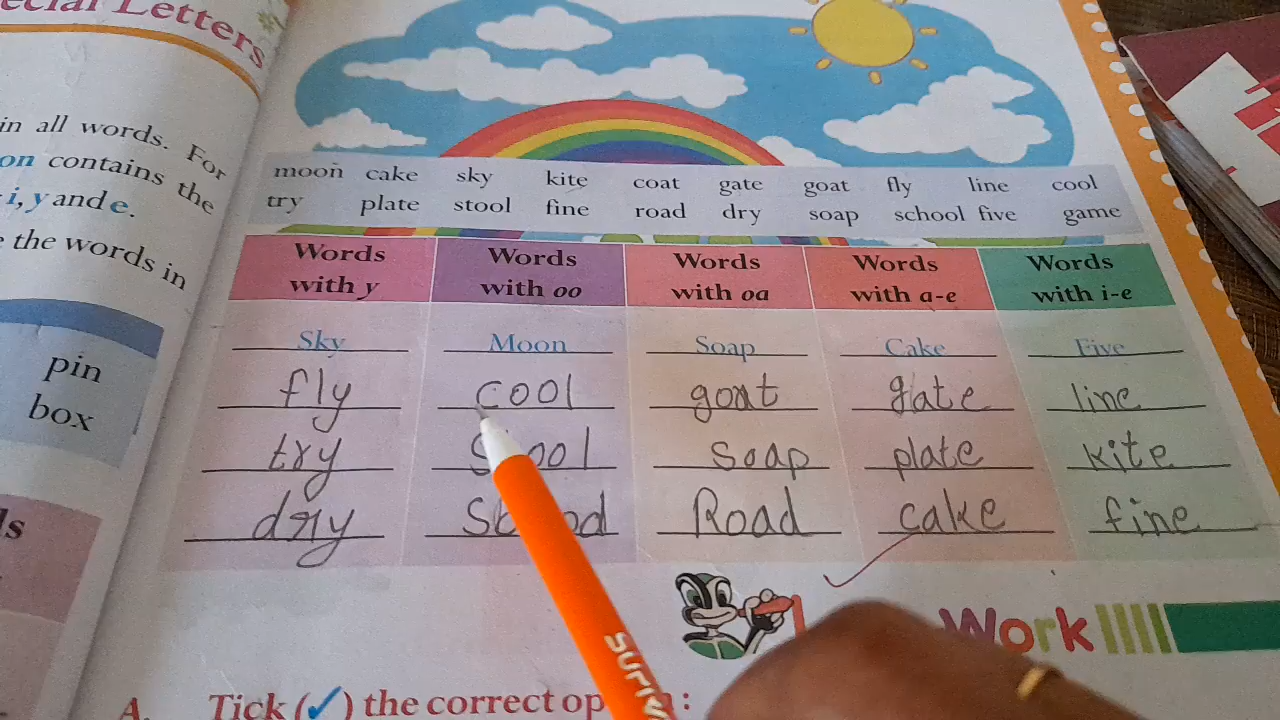 ecial Letters
in all words. For
on contains the
i, y and e.
e the words in
pin
box
ls
moon cake sky kite coat gate goat fly line cool
try plate stool fine road dry soap school five game
Words with y
Words with oo
Words with oa
Words with a-e
Words with i-e
Sky Moon Soap Cake Five
fly cool goat gate line
try soap plate kite
dry Road cake fine
Work
A. Tick (✓) the correct op :